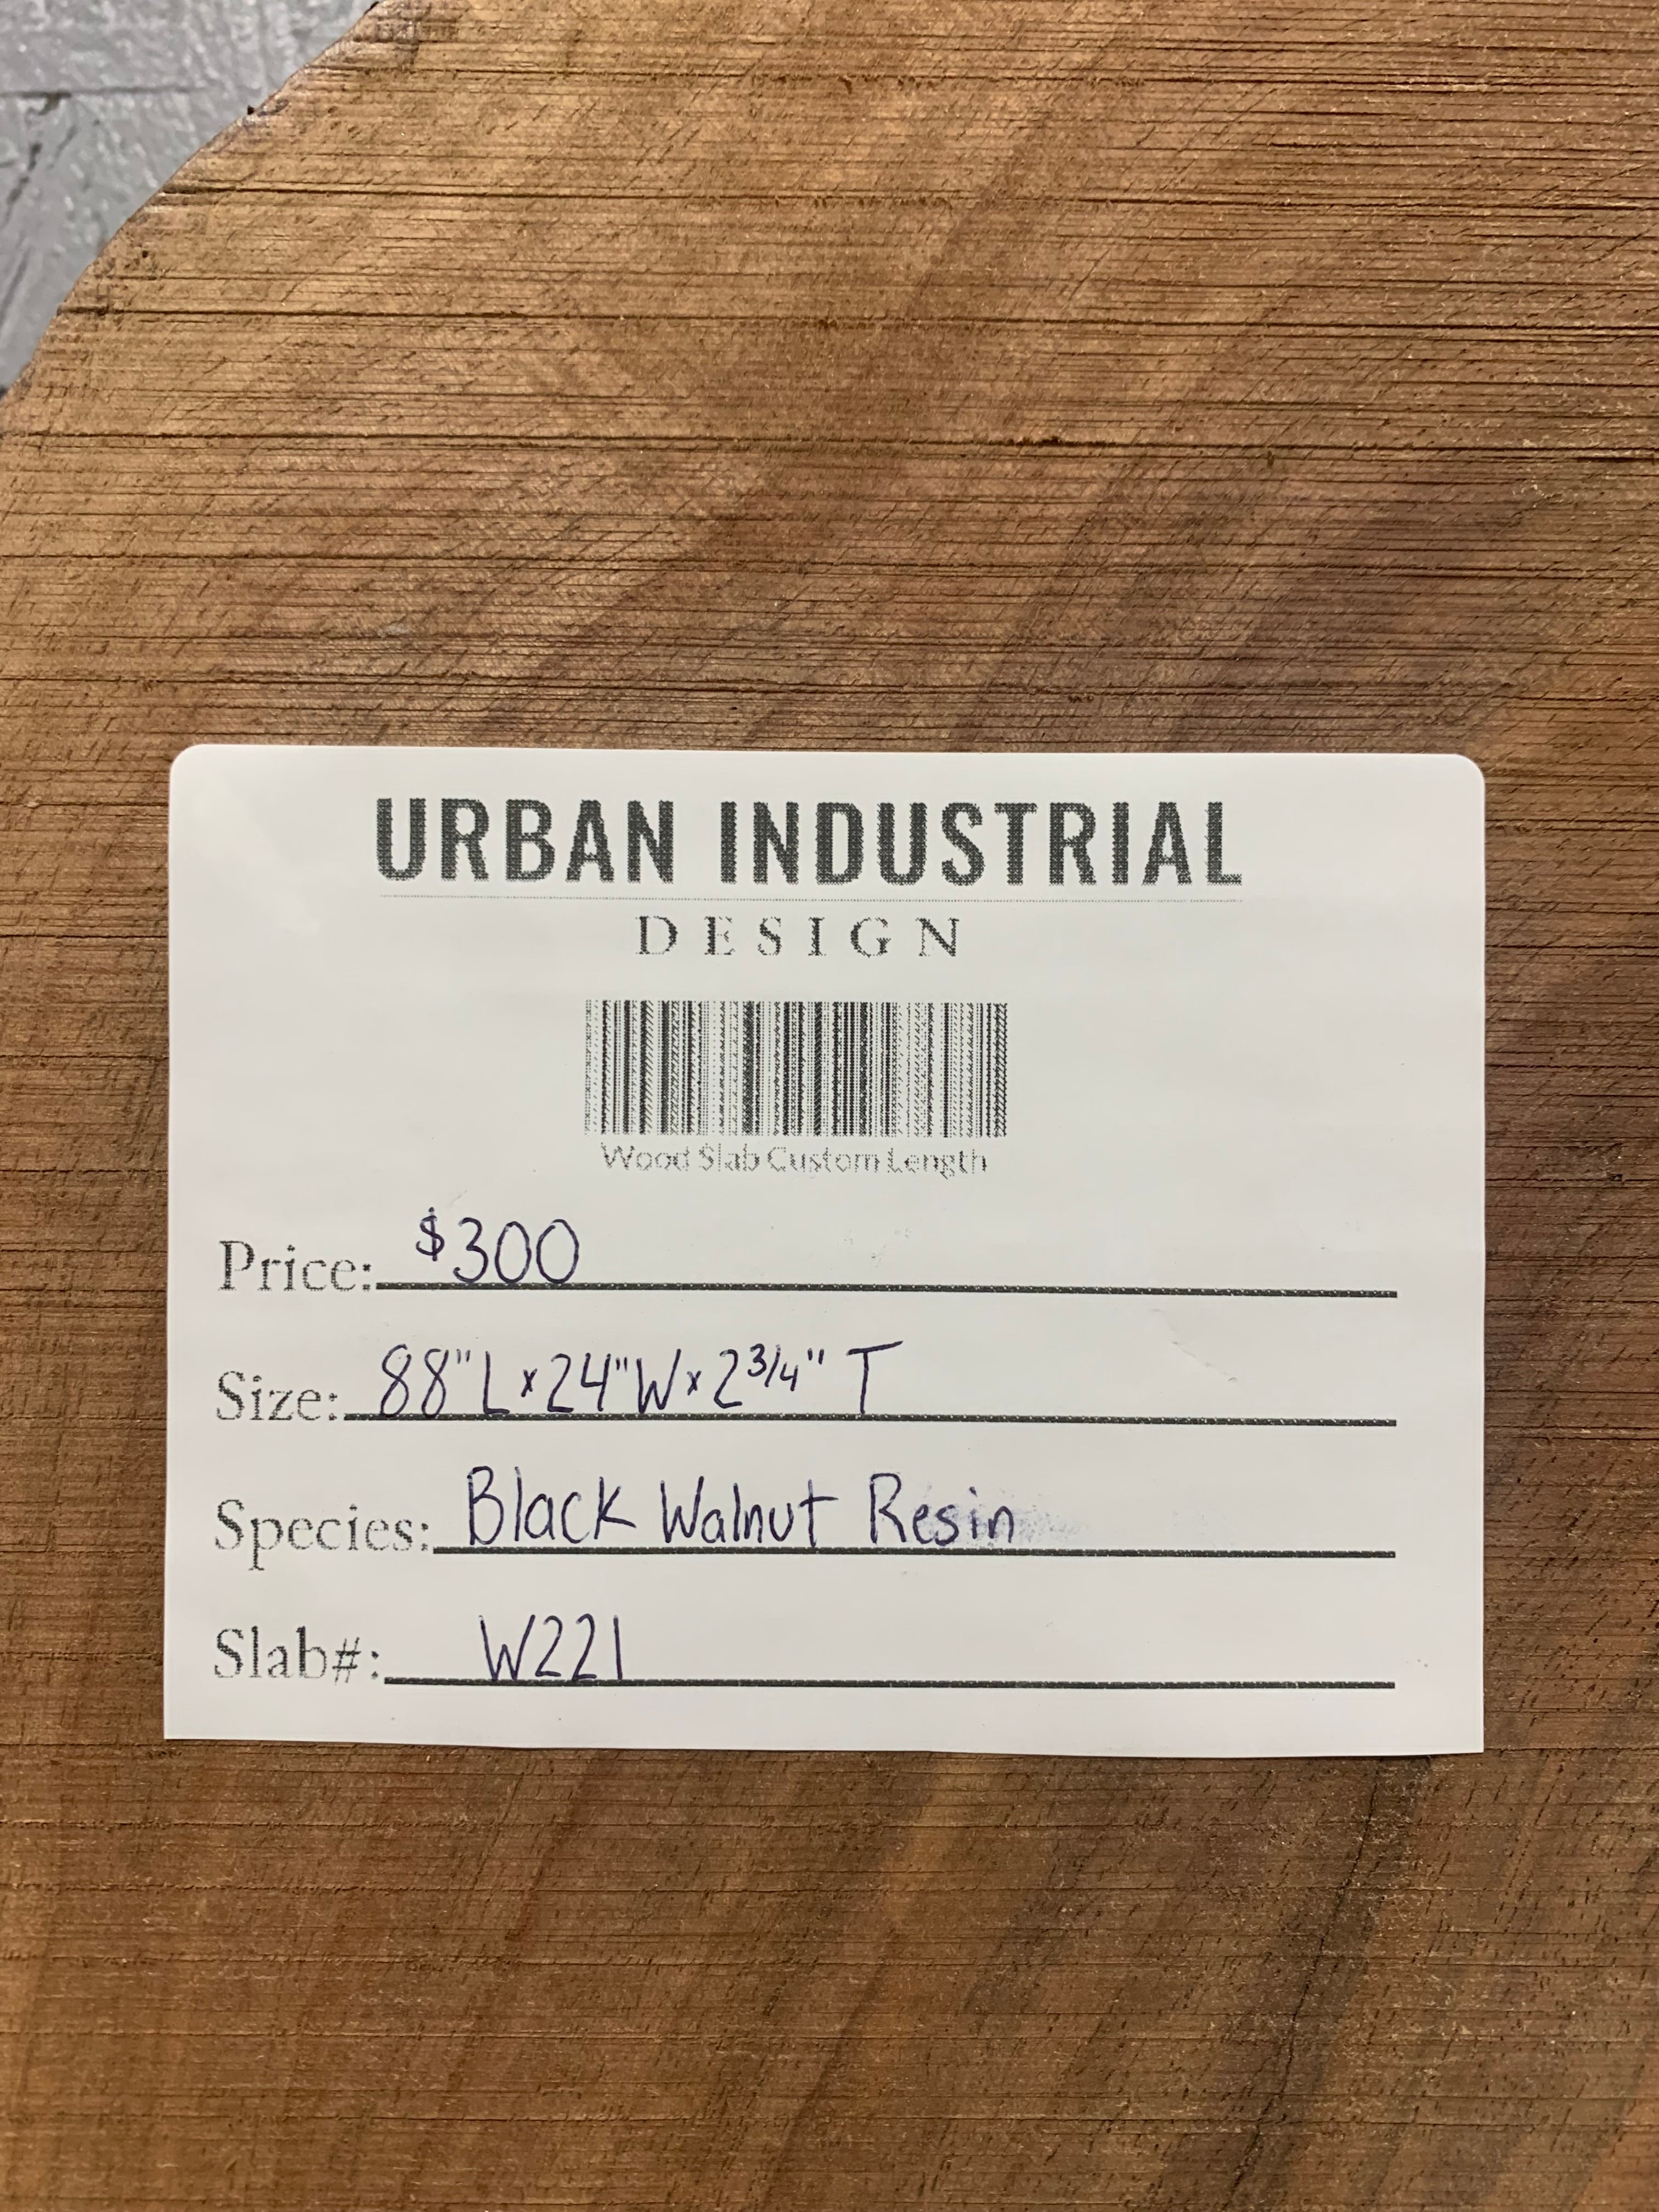 URBAN INDUSTRIAL
DESIGN
Wood Slab Custom Length
Price: $300
Size: 88"L x 24"W x 2 3/4" T
Species: Black Walnut Resin
Slab#: W221